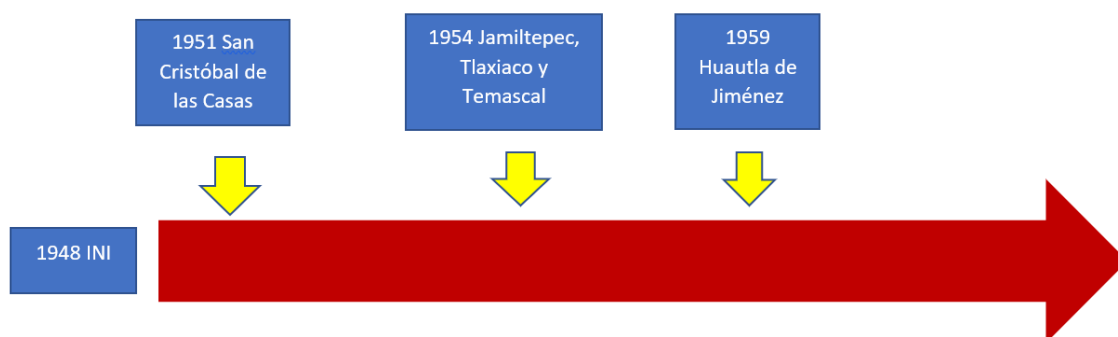 1951 San
Cristóbal de
las Casas
1954 Jamiltepec,
Tlaxiaco y
Temascal
1959
Huautla de
Jiménez
1948 INI